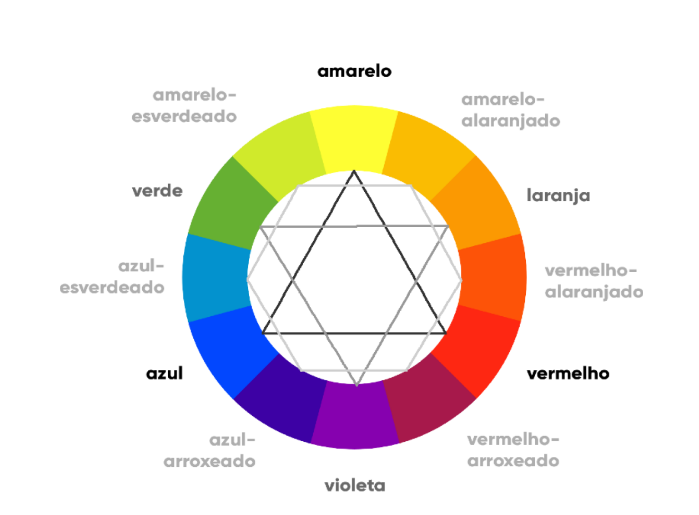 amarelo
amarelo-
esverdeado
amarelo-
alaranjado
verde
laranja
azul-
esverdeado
vermelho-
alaranjado
azul
vermelho
azul-
arroxeado
vermelho-
arroxeado
violeta